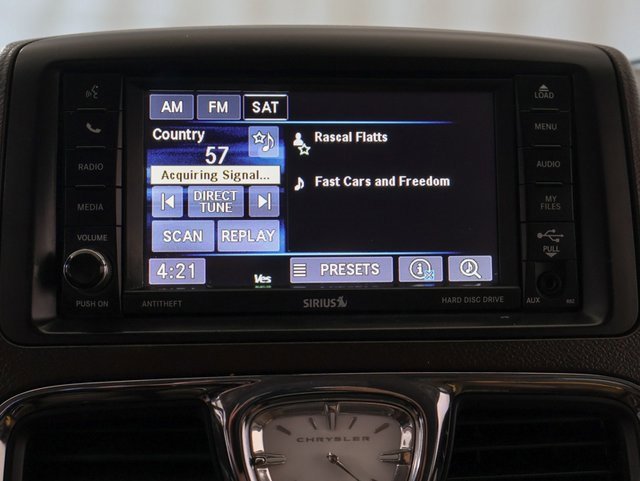 AM FM SAT
LOAD
Country
57
Rascal Flatts
PHONE
MENU
Acquiring Signal...
RADIO
AUDIO
Fast Cars and Freedom
DIRECT
TUNE
MEDIA
MY
FILES
VOLUME
SCAN REPLAY
PULL
4:21
Yes
PRESETS
PUSH ON
ANTITHEFT
SIRIUS
HARD DISC DRIVE
AUX
CHRYSLER